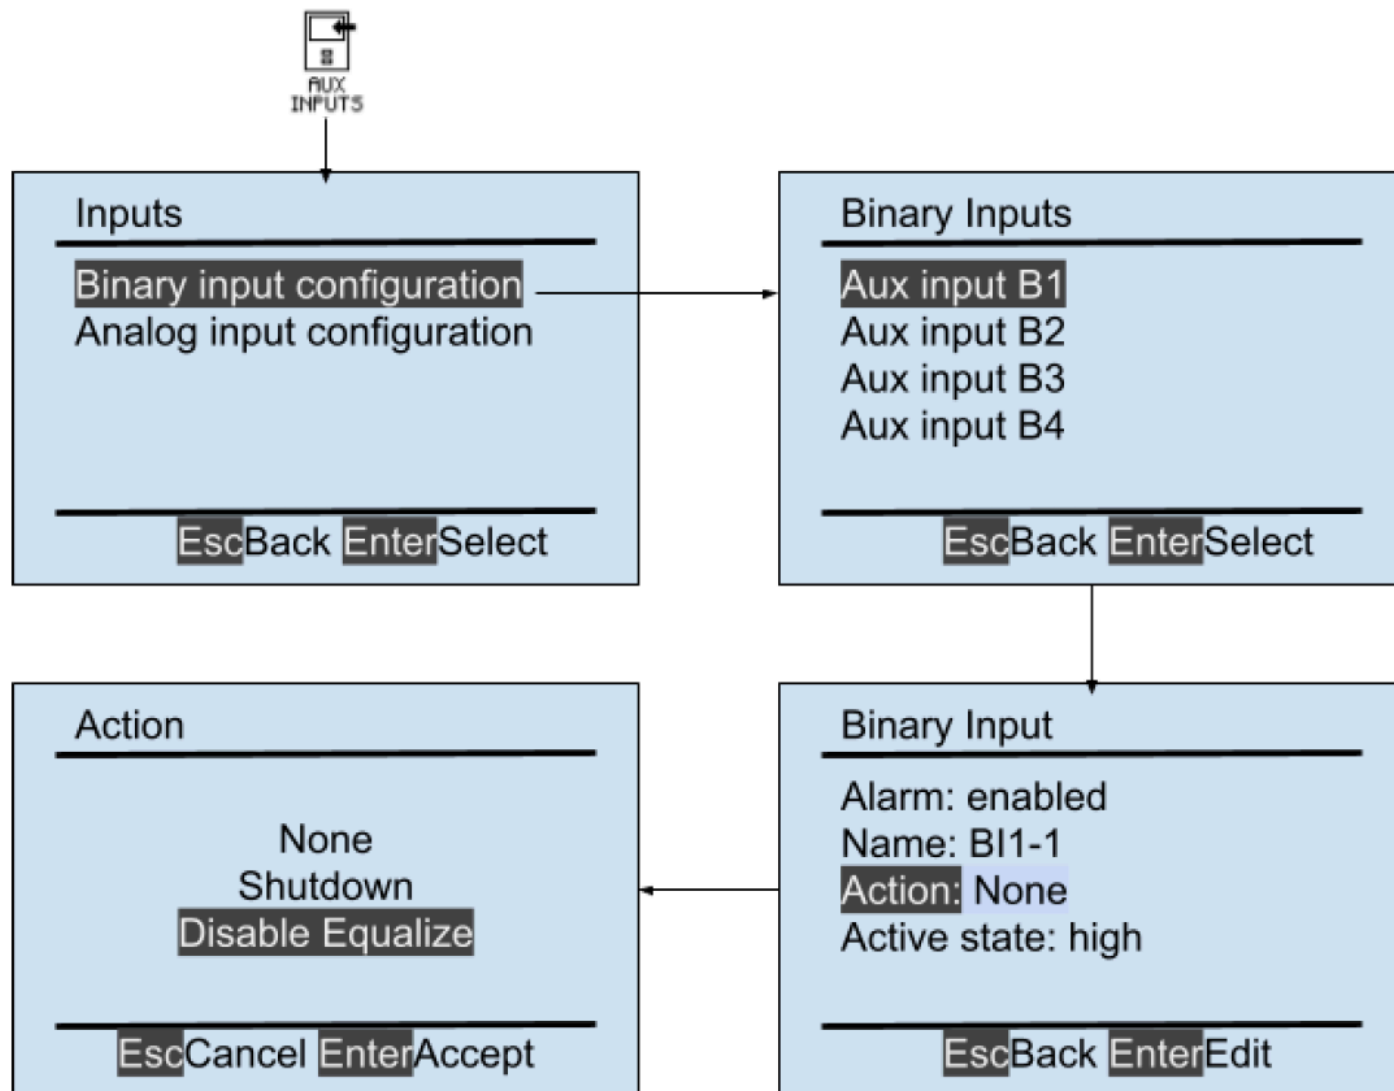 AUX
INPUTS
Inputs
Binary input configuration
Analog input configuration
EscBack EnterSelect
Binary Inputs
Aux input B1
Aux input B2
Aux input B3
Aux input B4
EscBack EnterSelect
Binary Input
Alarm: enabled
Name: BI1-1
Action: None
Active state: high
EscBack EnterEdit
Action
None
Shutdown
Disable Equalize
EscCancel EnterAccept